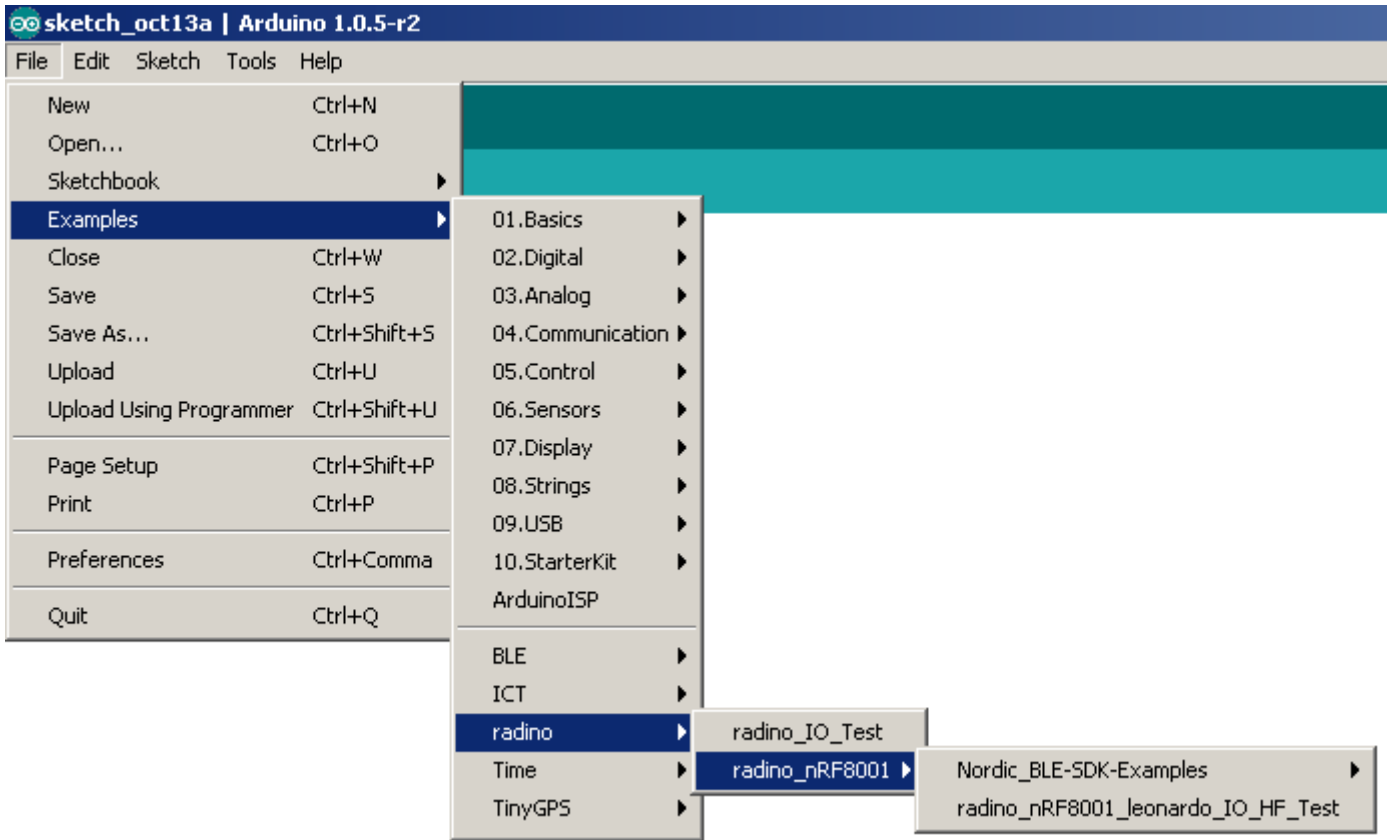 sketch_oct13a | Arduino 1.0.5-r2
File Edit Sketch Tools Help
New Ctrl+N
Open... Ctrl+O
Sketchbook
Examples
Close Ctrl+W
Save Ctrl+S
Save As... Ctrl+Shift+S
Upload Ctrl+U
Upload Using Programmer Ctrl+Shift+U
Page Setup Ctrl+Shift+P
Print Ctrl+P
Preferences Ctrl+Comma
Quit Ctrl+Q
01.Basics
02.Digital
03.Analog
04.Communication
05.Control
06.Sensors
07.Display
08.Strings
09.USB
10.StarterKit
ArduinoISP
BLE
ICT
radino
Time
TinyGPS
radino_IO_Test
radino_nRF8001
Nordic_BLE-SDK-Examples
radino_nRF8001_leonardo_IO_HF_Test